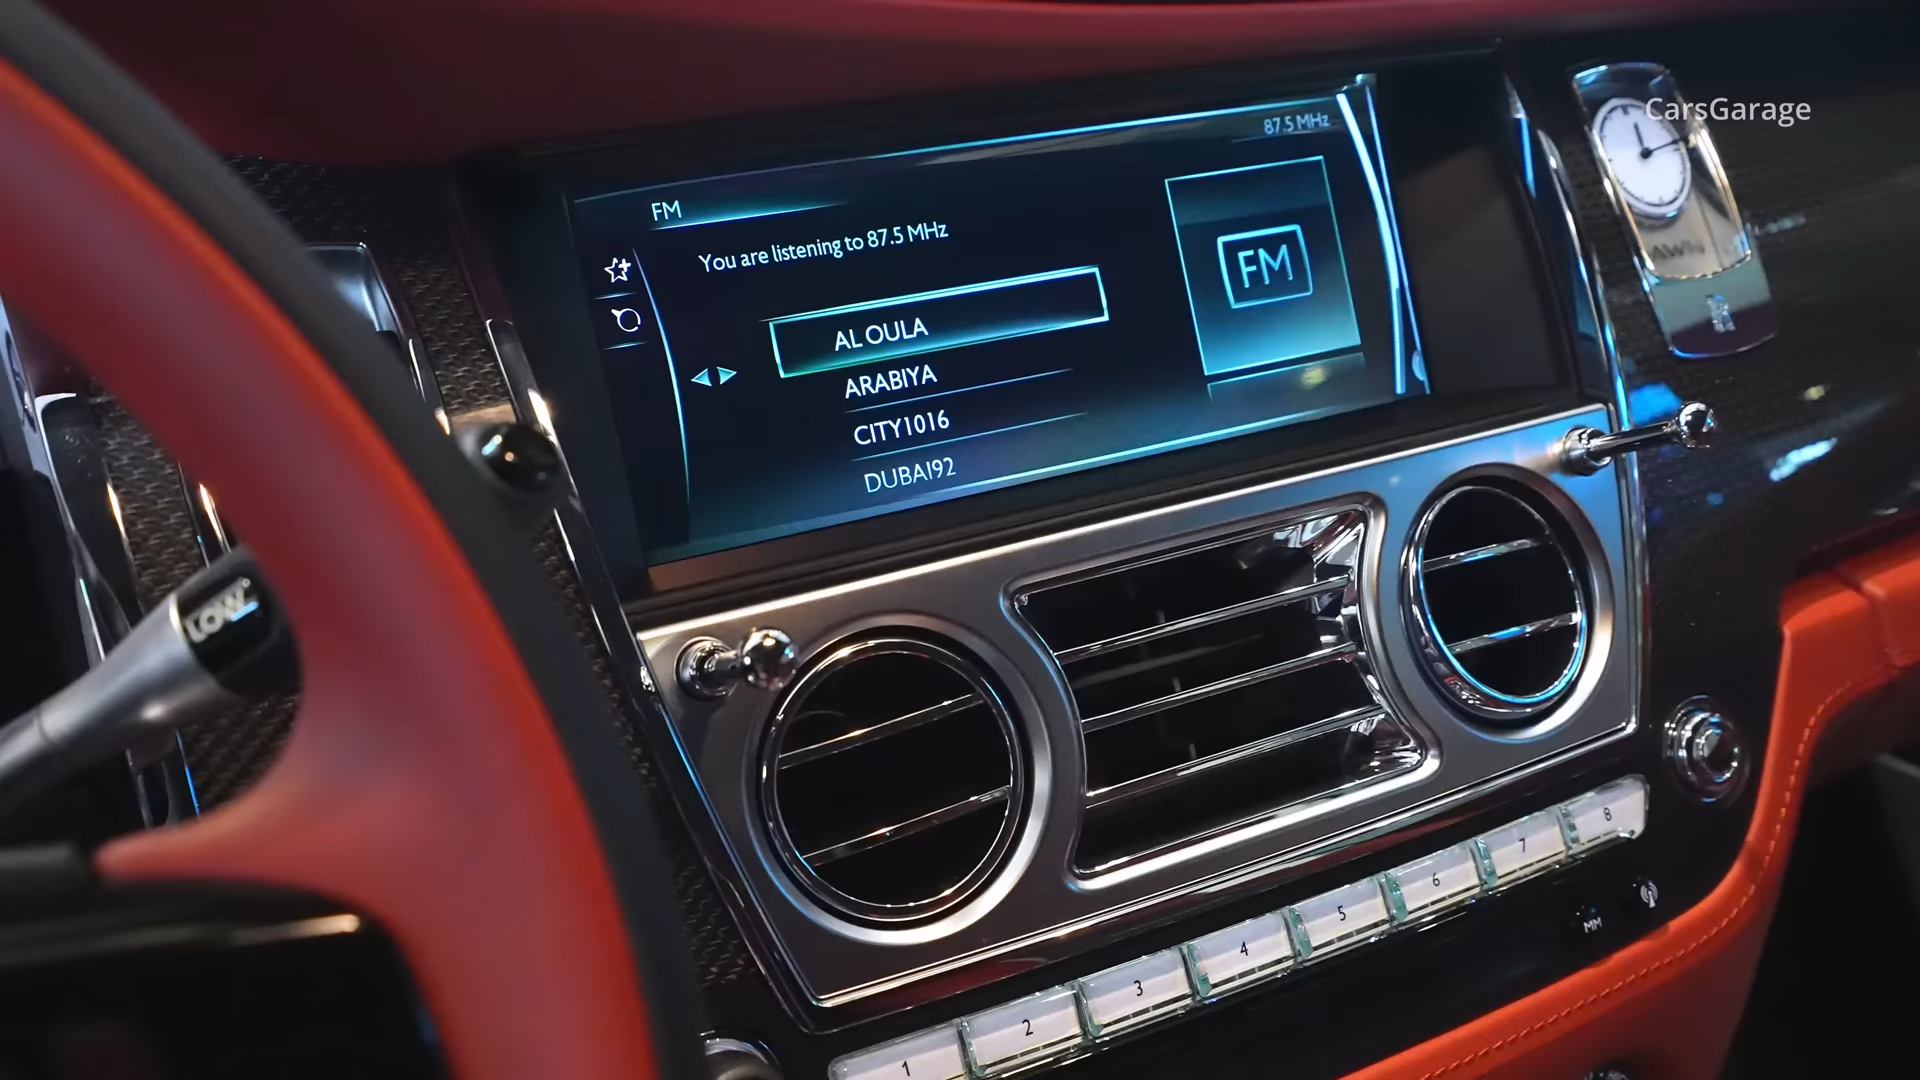 CarsGarage
87.5 MHz
FM
You are listening to 87.5 MHz
FM
AL OULA
ARABIYA
CITY1016
DUBAI92
LOW
8
7
6
5
4
3
2
1
MM